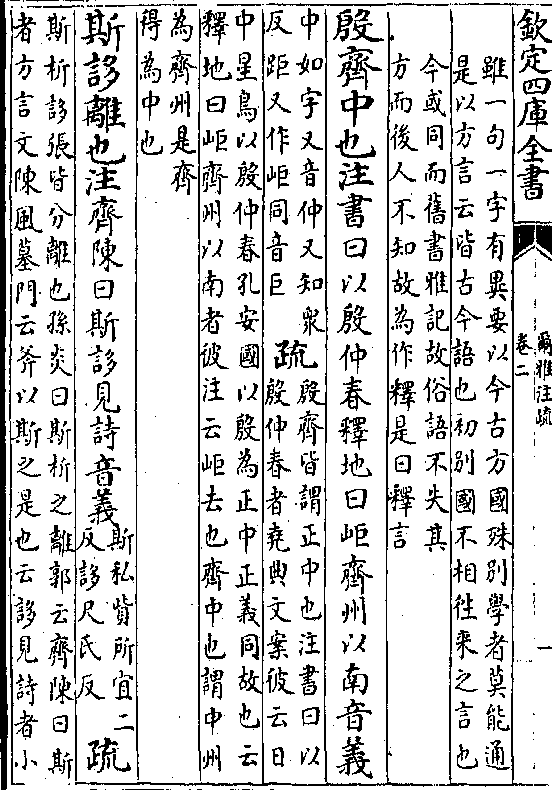 欽定四庫全書
爾雅注疏
卷二
一
雖一句一字有異要以今古方國殊別學者莫能通
是以方言云皆古今語也初別國不相徃来之言也
今或同而舊書雅記故俗語不失其
方而後人不知故為作釋是曰釋言
殷齊中也注書曰以殷仲春釋地曰岠齊州以南音義
中如字又音仲又知衆
反距又作岠同音巨
疏
殷齊皆謂正中也注書曰以
殷仲春者堯典文案彼云日
中星鳥以殷仲春孔安國以殷為正中正義同故也云
釋地曰岠齊州以南者彼注云岠去也齊中也謂中州
為齊州是齊
得為中也
斯誃離也注齊陳曰斯誃見詩音義
斯私貲所宜二
反誃尺氏反
疏
斯析誃張皆分離也孫炎曰斯析之離郭云齊陳曰斯
者方言文陳風墓門云斧以斯之是也云誃見詩者小